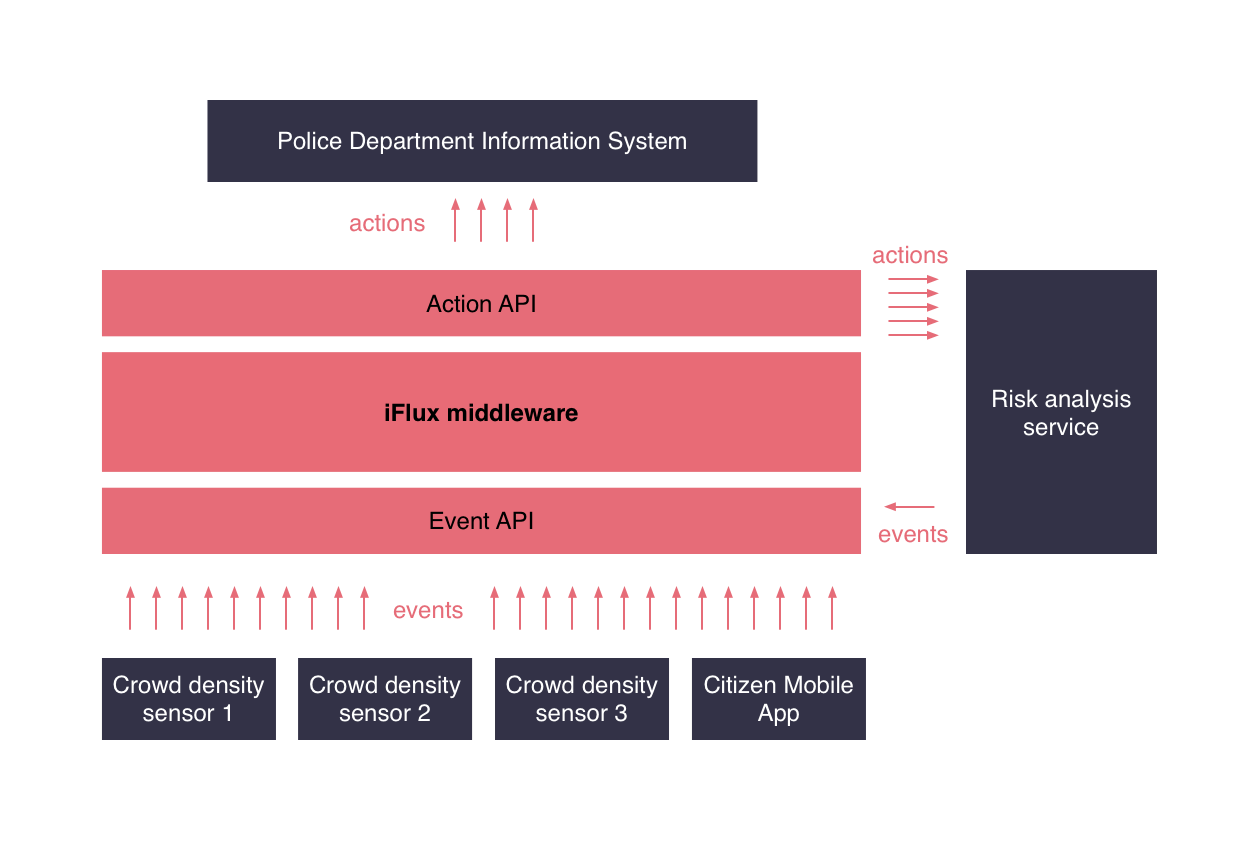 Police Department Information System
actions
actions
Action API
iFlux middleware
Risk analysis
service
Event API
events
events
Crowd density
sensor 1
Crowd density
sensor 2
Crowd density
sensor 3
Citizen Mobile
App